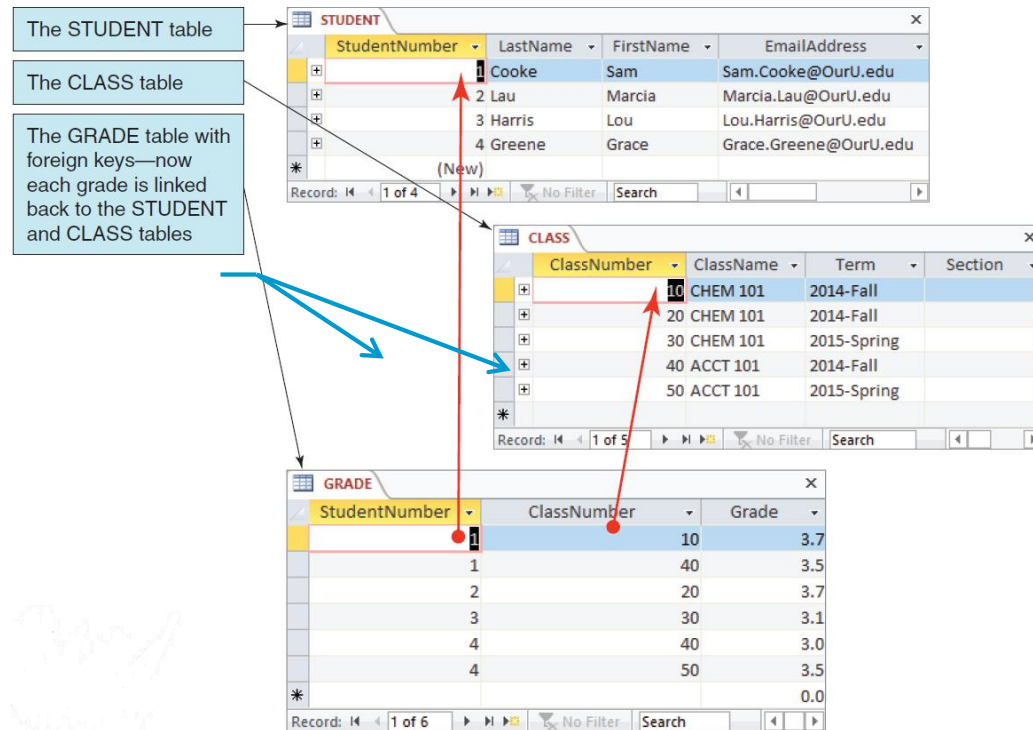 The STUDENT table
The CLASS table
The GRADE table with
foreign keys—now
each grade is linked
back to the STUDENT
and CLASS tables
STUDENT
StudentNumber LastName FirstName EmailAddress
1 Cooke Sam Sam.Cooke@OurU.edu
2 Lau Marcia Marcia.Lau@OurU.edu
3 Harris Lou Lou.Harris@OurU.edu
4 Greene Grace Grace.Greene@OurU.edu
(New)
Record: 1 of 4 No Filter Search
CLASS
ClassNumber ClassName Term Section
10 CHEM 101 2014-Fall
20 CHEM 101 2014-Fall
30 CHEM 101 2015-Spring
40 ACCT 101 2014-Fall
50 ACCT 101 2015-Spring
Record: 1 of 5 No Filter Search
GRADE
StudentNumber ClassNumber Grade
1 10 3.7
1 40 3.5
2 20 3.7
3 30 3.1
4 40 3.0
4 50 3.5
0.0
Record: 1 of 6 No Filter Search